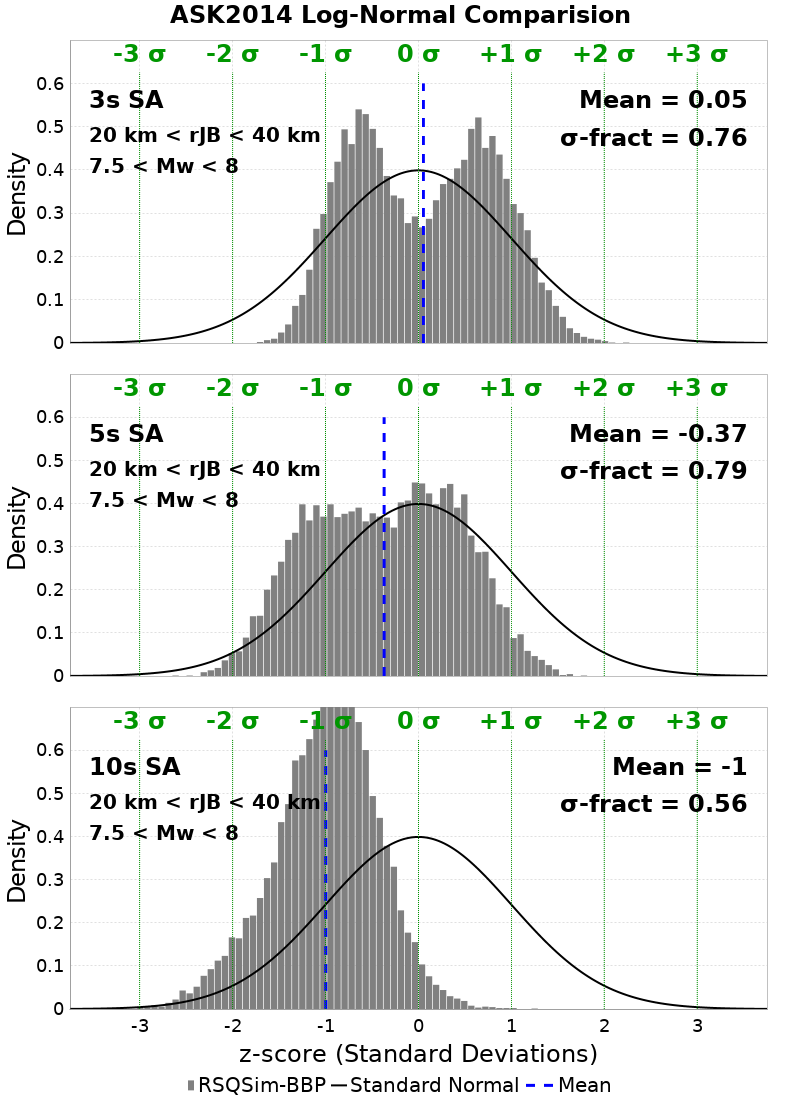 ASK2014 Log-Normal Comparision
-3 σ -2 σ -1 σ 0 σ +1 σ +2 σ +3 σ
0.6
3s SA Mean = 0.05
0.5
20 km < rJB < 40 km σ-fract = 0.76
7.5 < Mw < 8
0.4
Density
0.3
0.2
0.1
0
-3 σ -2 σ -1 σ 0 σ +1 σ +2 σ +3 σ
0.6
5s SA Mean = -0.37
0.5
20 km < rJB < 40 km σ-fract = 0.79
7.5 < Mw < 8
0.4
Density
0.3
0.2
0.1
0
-3 σ -2 σ -1 σ 0 σ +1 σ +2 σ +3 σ
0.6
10s SA Mean = -1
0.5
20 km < rJB < 40 km σ-fract = 0.56
7.5 < Mw < 8
0.4
Density
0.3
0.2
0.1
0
-3 -2 -1 0 1 2 3
z-score (Standard Deviations)
RSQSim-BBP Standard Normal Mean